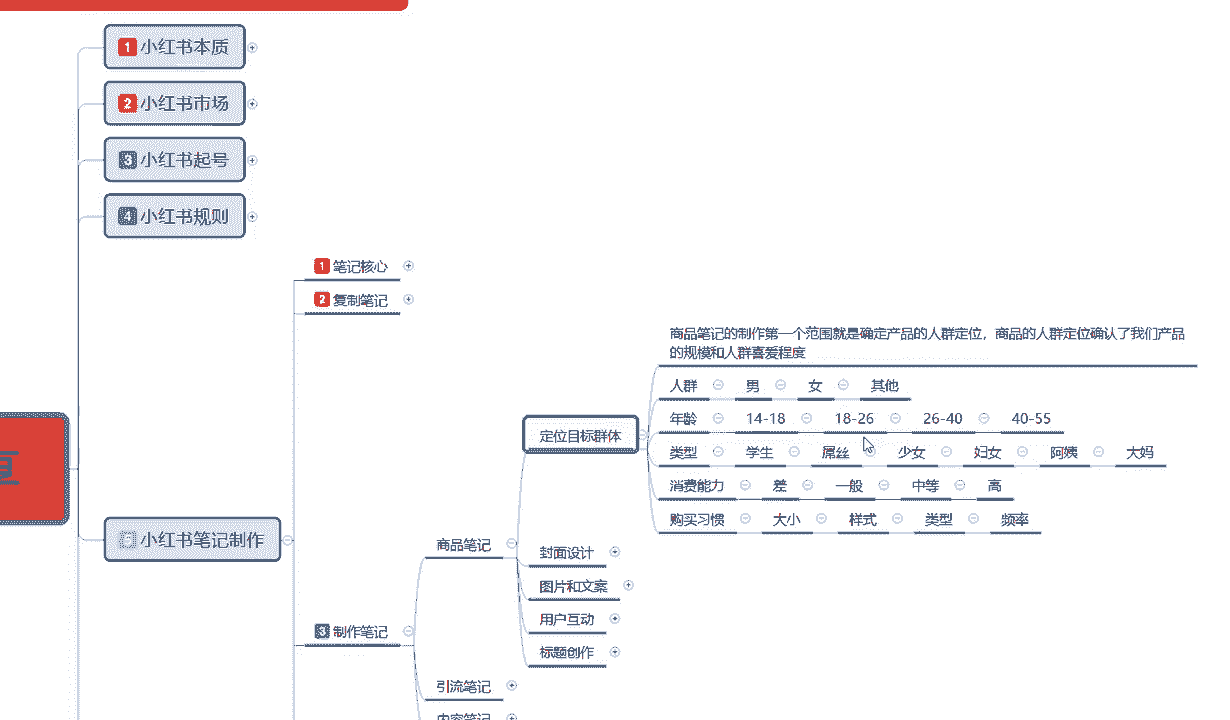 1 小红书本质
2 小红书市场
3 小红书起号
4 小红书规则
小红书笔记制作
1 笔记核心
2 复制笔记
3 制作笔记
商品笔记
定位目标群体
商品笔记的制作第一个范围就是确定产品的人群定位，商品的人群定位确认了我们产品
的规模和人群喜爱程度
人群 男 女 其他
年龄 14-18 18-26 26-40 40-55
类型 学生 屌丝 少女 妇女 阿姨 大妈
消费能力 差 一般 中等 高
购买习惯 大小 样式 类型 频率
封面设计
图片和文案
用户互动
标题创作
引流笔记
内容笔记